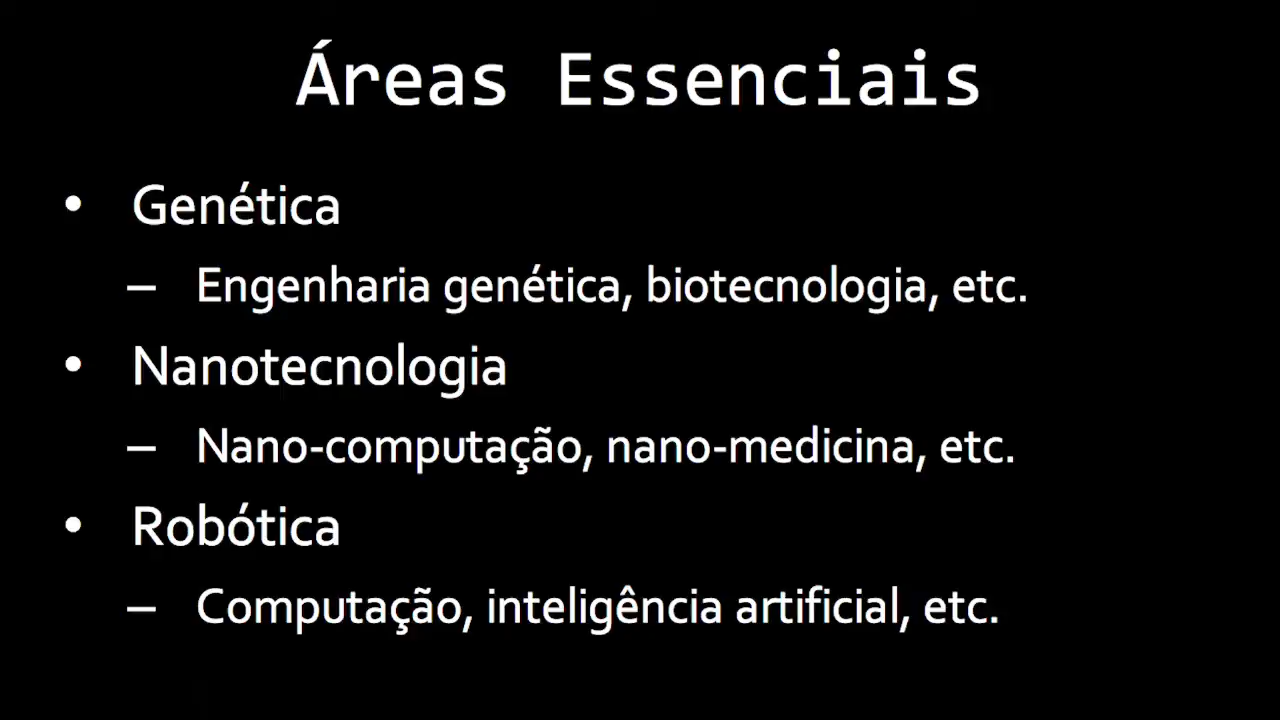 Áreas Essenciais
• Genética
– Engenharia genética, biotecnologia, etc.
• Nanotecnologia
– Nano-computação, nano-medicina, etc.
• Robótica
– Computação, inteligência artificial, etc.